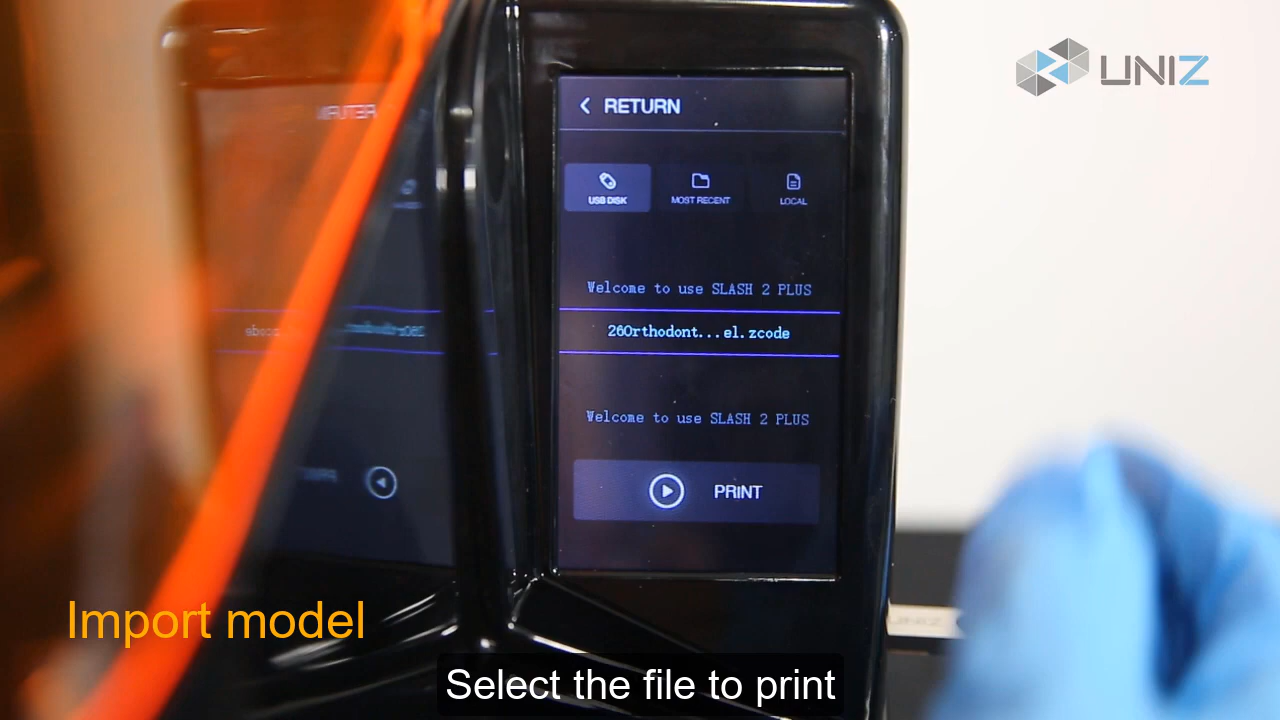 UNIZ
RETURN
USB DISK
MOST RECENT
LOCAL
Welcome to use SLASH 2 PLUS
26Orthodont...el.zcode
Welcome to use SLASH 2 PLUS
PRINT
UNIZ
Import model
Select the file to print